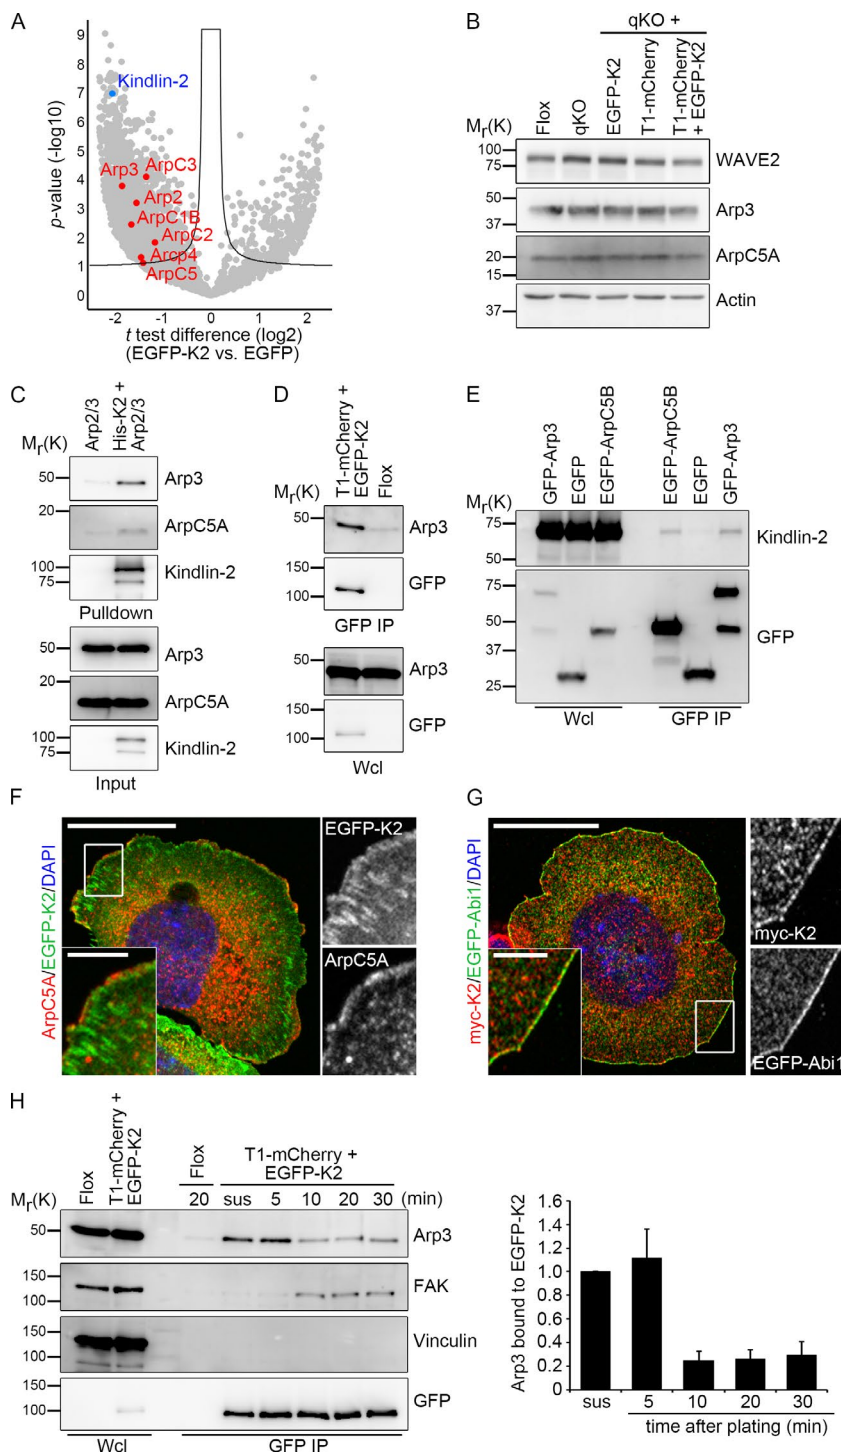 A
9
8
7
6
5
4
3
2
1
0
p-value (-log10)
Kindlin-2
Arp3
ArpC3
Arp2
ArpC1B
ArpC2
Arcp4
ArpC5
-2
-1
0
1
2
t test difference (log2)
(EGFP-K2 vs. EGFP)
B
qKO +
Flox
qKO
EGFP-K2
T1-mCherry
T1-mCherry
+ EGFP-K2
Mr(K)
100
75
WAVE2
50
37
Arp3
20
15
ArpC5A
37
Actin
C
Arp2/3
His-K2 +
Arp2/3
Mr(K)
50
Arp3
20
ArpC5A
100
75
Kindlin-2
Pulldown
50
Arp3
20
ArpC5A
100
75
Kindlin-2
Input
D
T1-mCherry +
EGFP-K2
Flox
Mr(K)
50
Arp3
150
100
GFP
GFP IP
50
Arp3
150
100
GFP
Wcl
E
GFP-Arp3
EGFP
EGFP-ArpC5B
EGFP-ArpC5B
EGFP
GFP-Arp3
Mr(K)
75
50
Kindlin-2
75
50
37
25
GFP
Wcl
GFP IP
F
ArpC5A/EGFP-K2/DAPI
EGFP-K2
ArpC5A
G
myc-K2/EGFP-Abi1/DAPI
myc-K2
EGFP-Abi1
H
Flox
T1-mCherry +
EGFP-K2
Flox
T1-mCherry +
EGFP-K2
Mr(K)
20
sus
5
10
20
30
(min)
50
Arp3
150
100
FAK
150
100
Vinculin
150
100
GFP
Wcl
GFP IP
Arp3 bound to EGFP-K2
1.6
1.4
1.2
1.0
0.8
0.6
0.4
0.2
0
sus
5
10
20
30
time after plating (min)